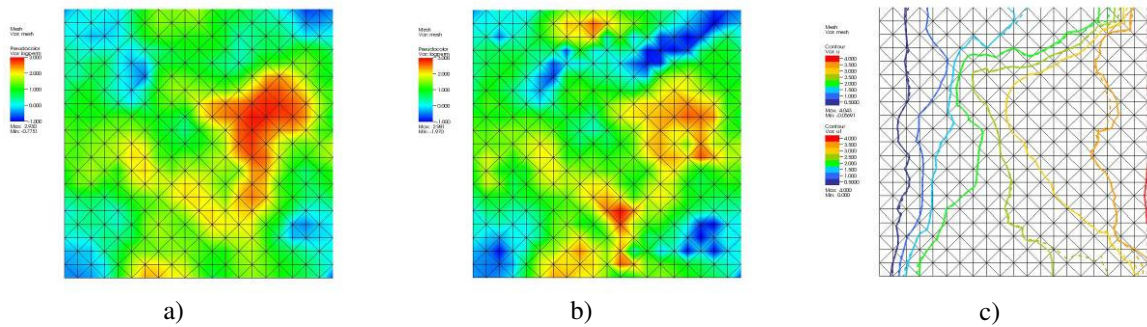 Mesh
Var: mesh
Pseudocolor
Var: logperm
3.000
2.000
1.000
0.000
-1.000
a)
Mesh
Var: mesh
Pseudocolor
Var: logperm
3.000
2.000
1.000
0.000
-1.000
b)
Mesh
Var: mesh
Contour
Var: u
4.000
3.500
3.000
2.500
2.000
1.500
1.000
0.5000
Max: 4.043
Contour
4.000
3.500
3.000
2.500
2.000
1.500
1.000
0.5000
Max: 4.000
Min: 0.000
c)